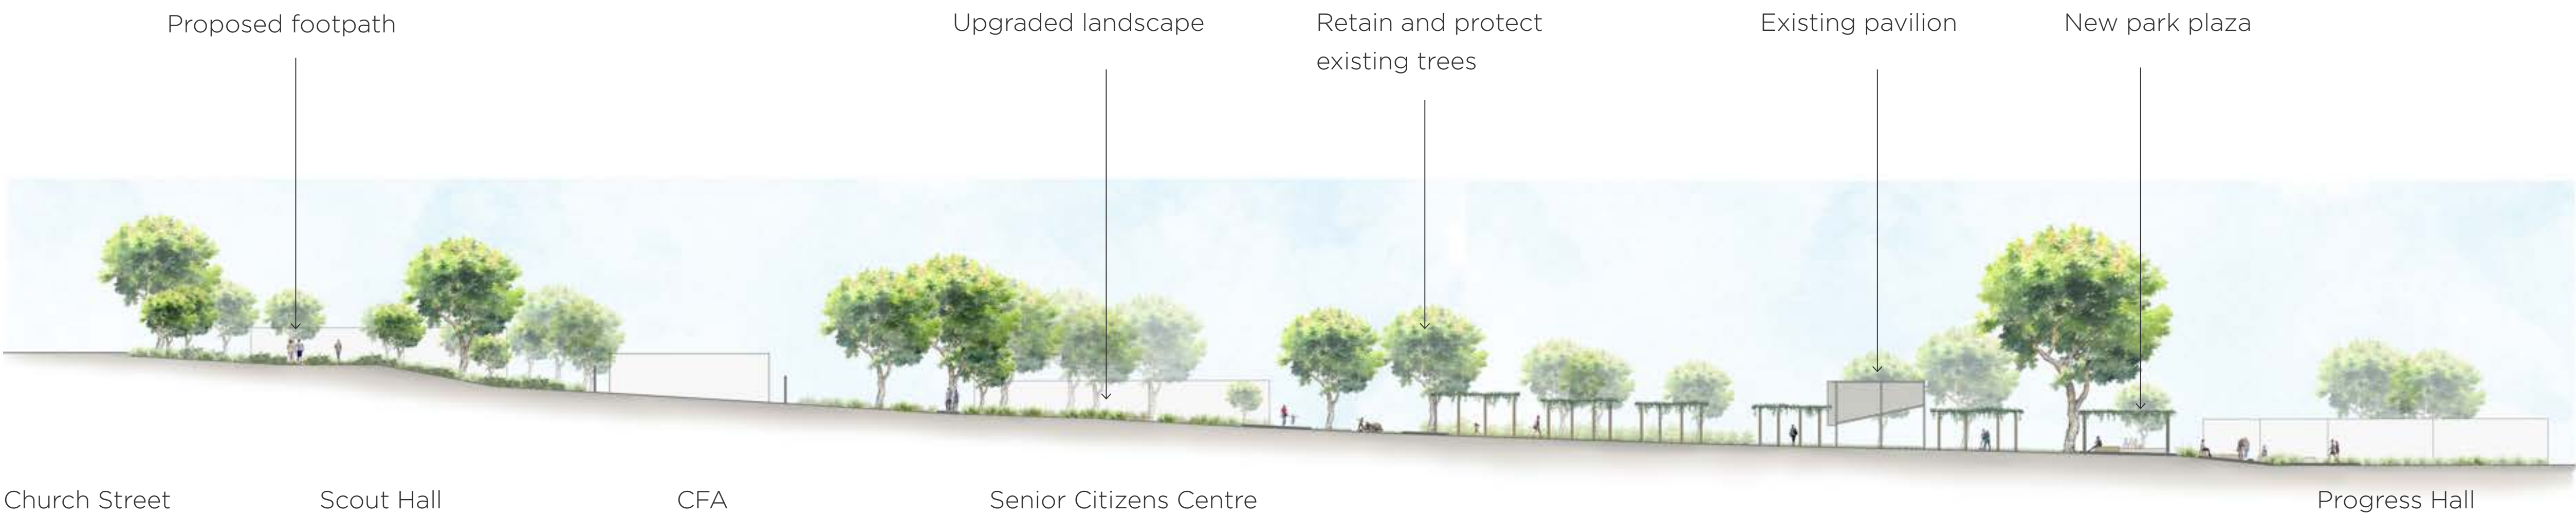 Proposed footpath
Upgraded landscape
Retain and protect
existing trees
Existing pavilion
New park plaza
Church Street
Scout Hall
CFA
Senior Citizens Centre
Progress Hall